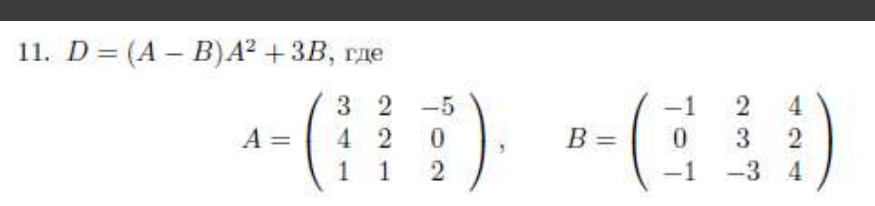 11. D = (A − B)A² + 3B, где
A = ( 3 2 −5
4 2 0
1 1 2 ), B = ( −1 2 4
0 3 2
−1 −3 4 )